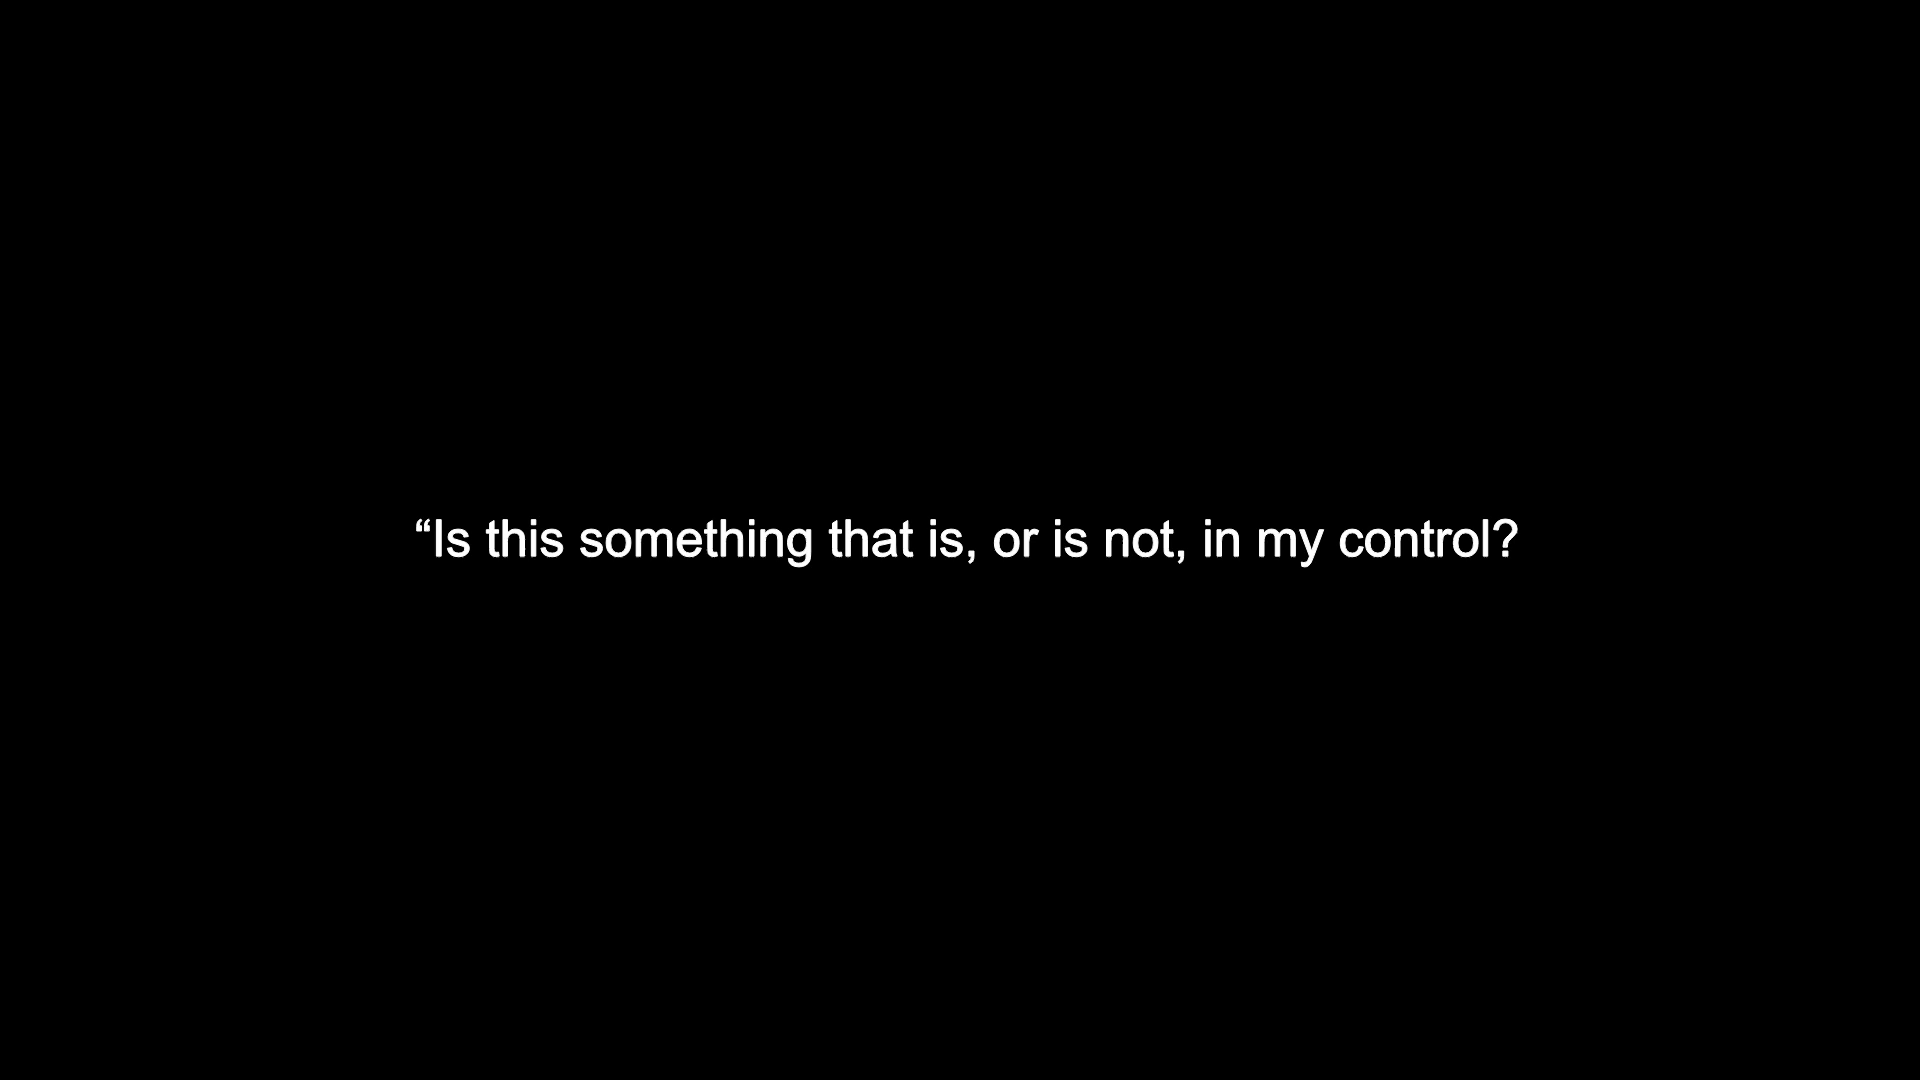 “Is this something that is, or is not, in my control?